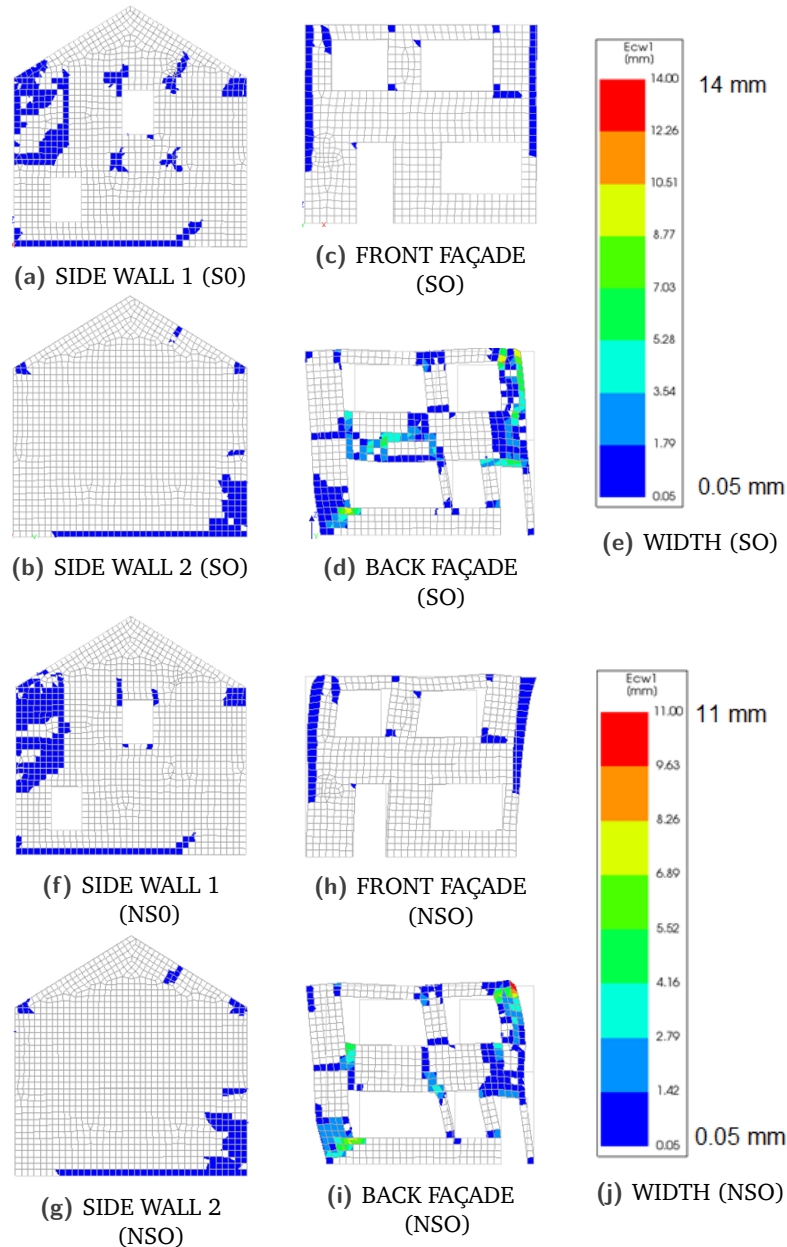 Ecw1
(mm)
14.00
12.26
10.51
8.77
7.03
5.28
3.54
1.79
0.05
14 mm
0.05 mm
(a) SIDE WALL 1 (S0)
(c) FRONT FAÇADE
(SO)
(b) SIDE WALL 2 (SO)
(d) BACK FAÇADE
(SO)
(e) WIDTH (SO)
Ecw1
(mm)
11.00
9.63
8.26
6.89
5.52
4.16
2.79
1.42
0.05
11 mm
0.05 mm
(f) SIDE WALL 1
(NS0)
(h) FRONT FAÇADE
(NSO)
(g) SIDE WALL 2
(NSO)
(i) BACK FAÇADE
(NSO)
(j) WIDTH (NSO)